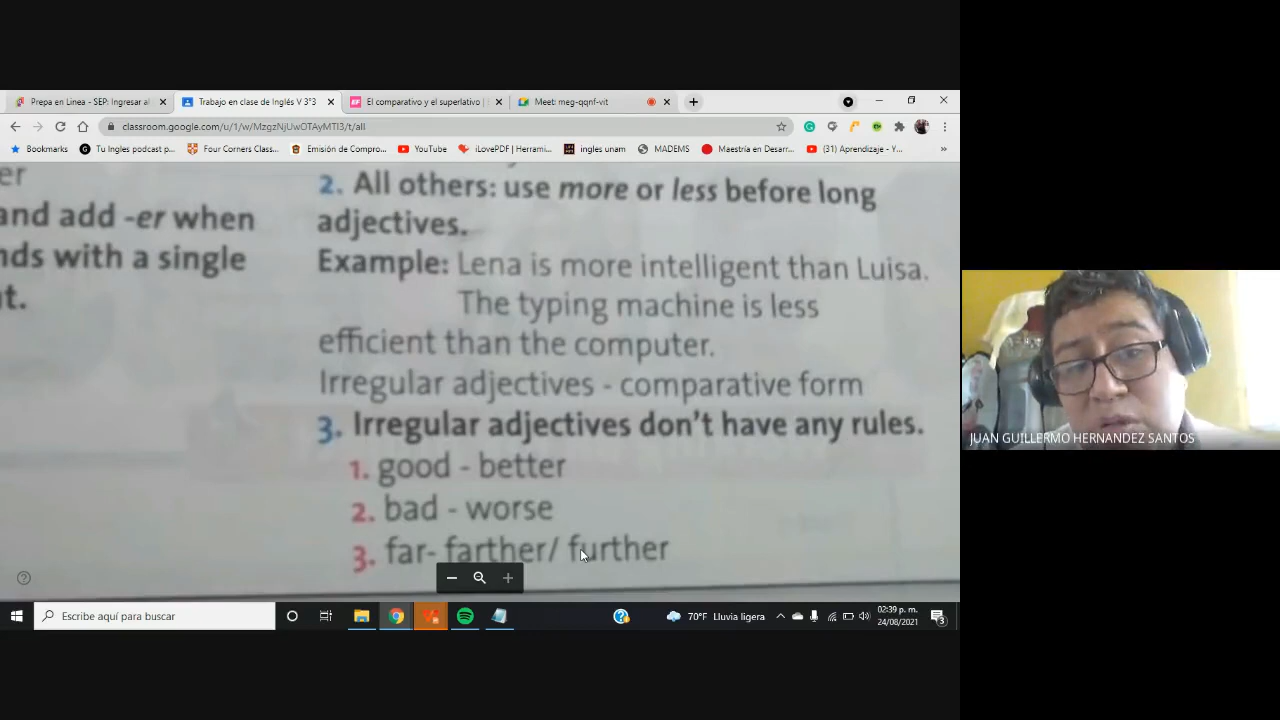 Prepa en Linea - SEP: Ingresar al
Trabajo en clase de Inglés V 3°3
El comparativo y el superlativo |
Meet: meg-qqnf-vit
classroom.google.com/u/1/w/MzgzNjUwOTAyMTI3/t/all
Bookmarks
Tu Ingles podcast p...
Four Corners Class...
Emisión de Compro...
YouTube
iLovePDF | Herrami...
ingles unam
MADEMS
Maestría en Desarr...
(31) Aprendizaje - Y...
er
and add -er when
nds with a single
t.
2. All others: use more or less before long
adjectives.
Example: Lena is more intelligent than Luisa.
The typing machine is less
efficient than the computer.
Irregular adjectives - comparative form
3. Irregular adjectives don't have any rules.
1. good - better
2. bad - worse
3. far- farther/ further
JUAN GUILLERMO HERNANDEZ SANTOS
Escribe aquí para buscar
70°F Lluvia ligera
02:39 p. m.
24/08/2021
3